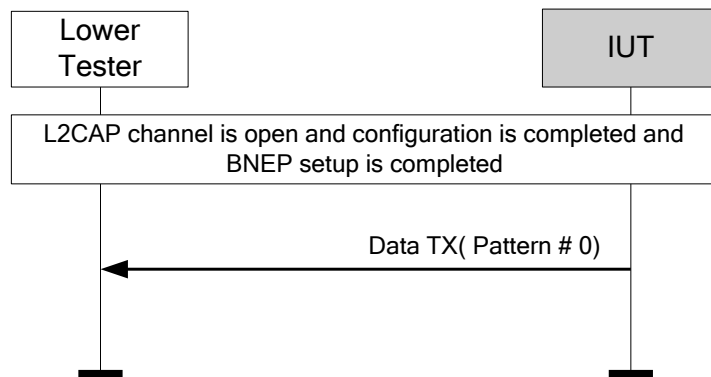 Lower
Tester
IUT
L2CAP channel is open and configuration is completed and
BNEP setup is completed
Data TX( Pattern # 0)